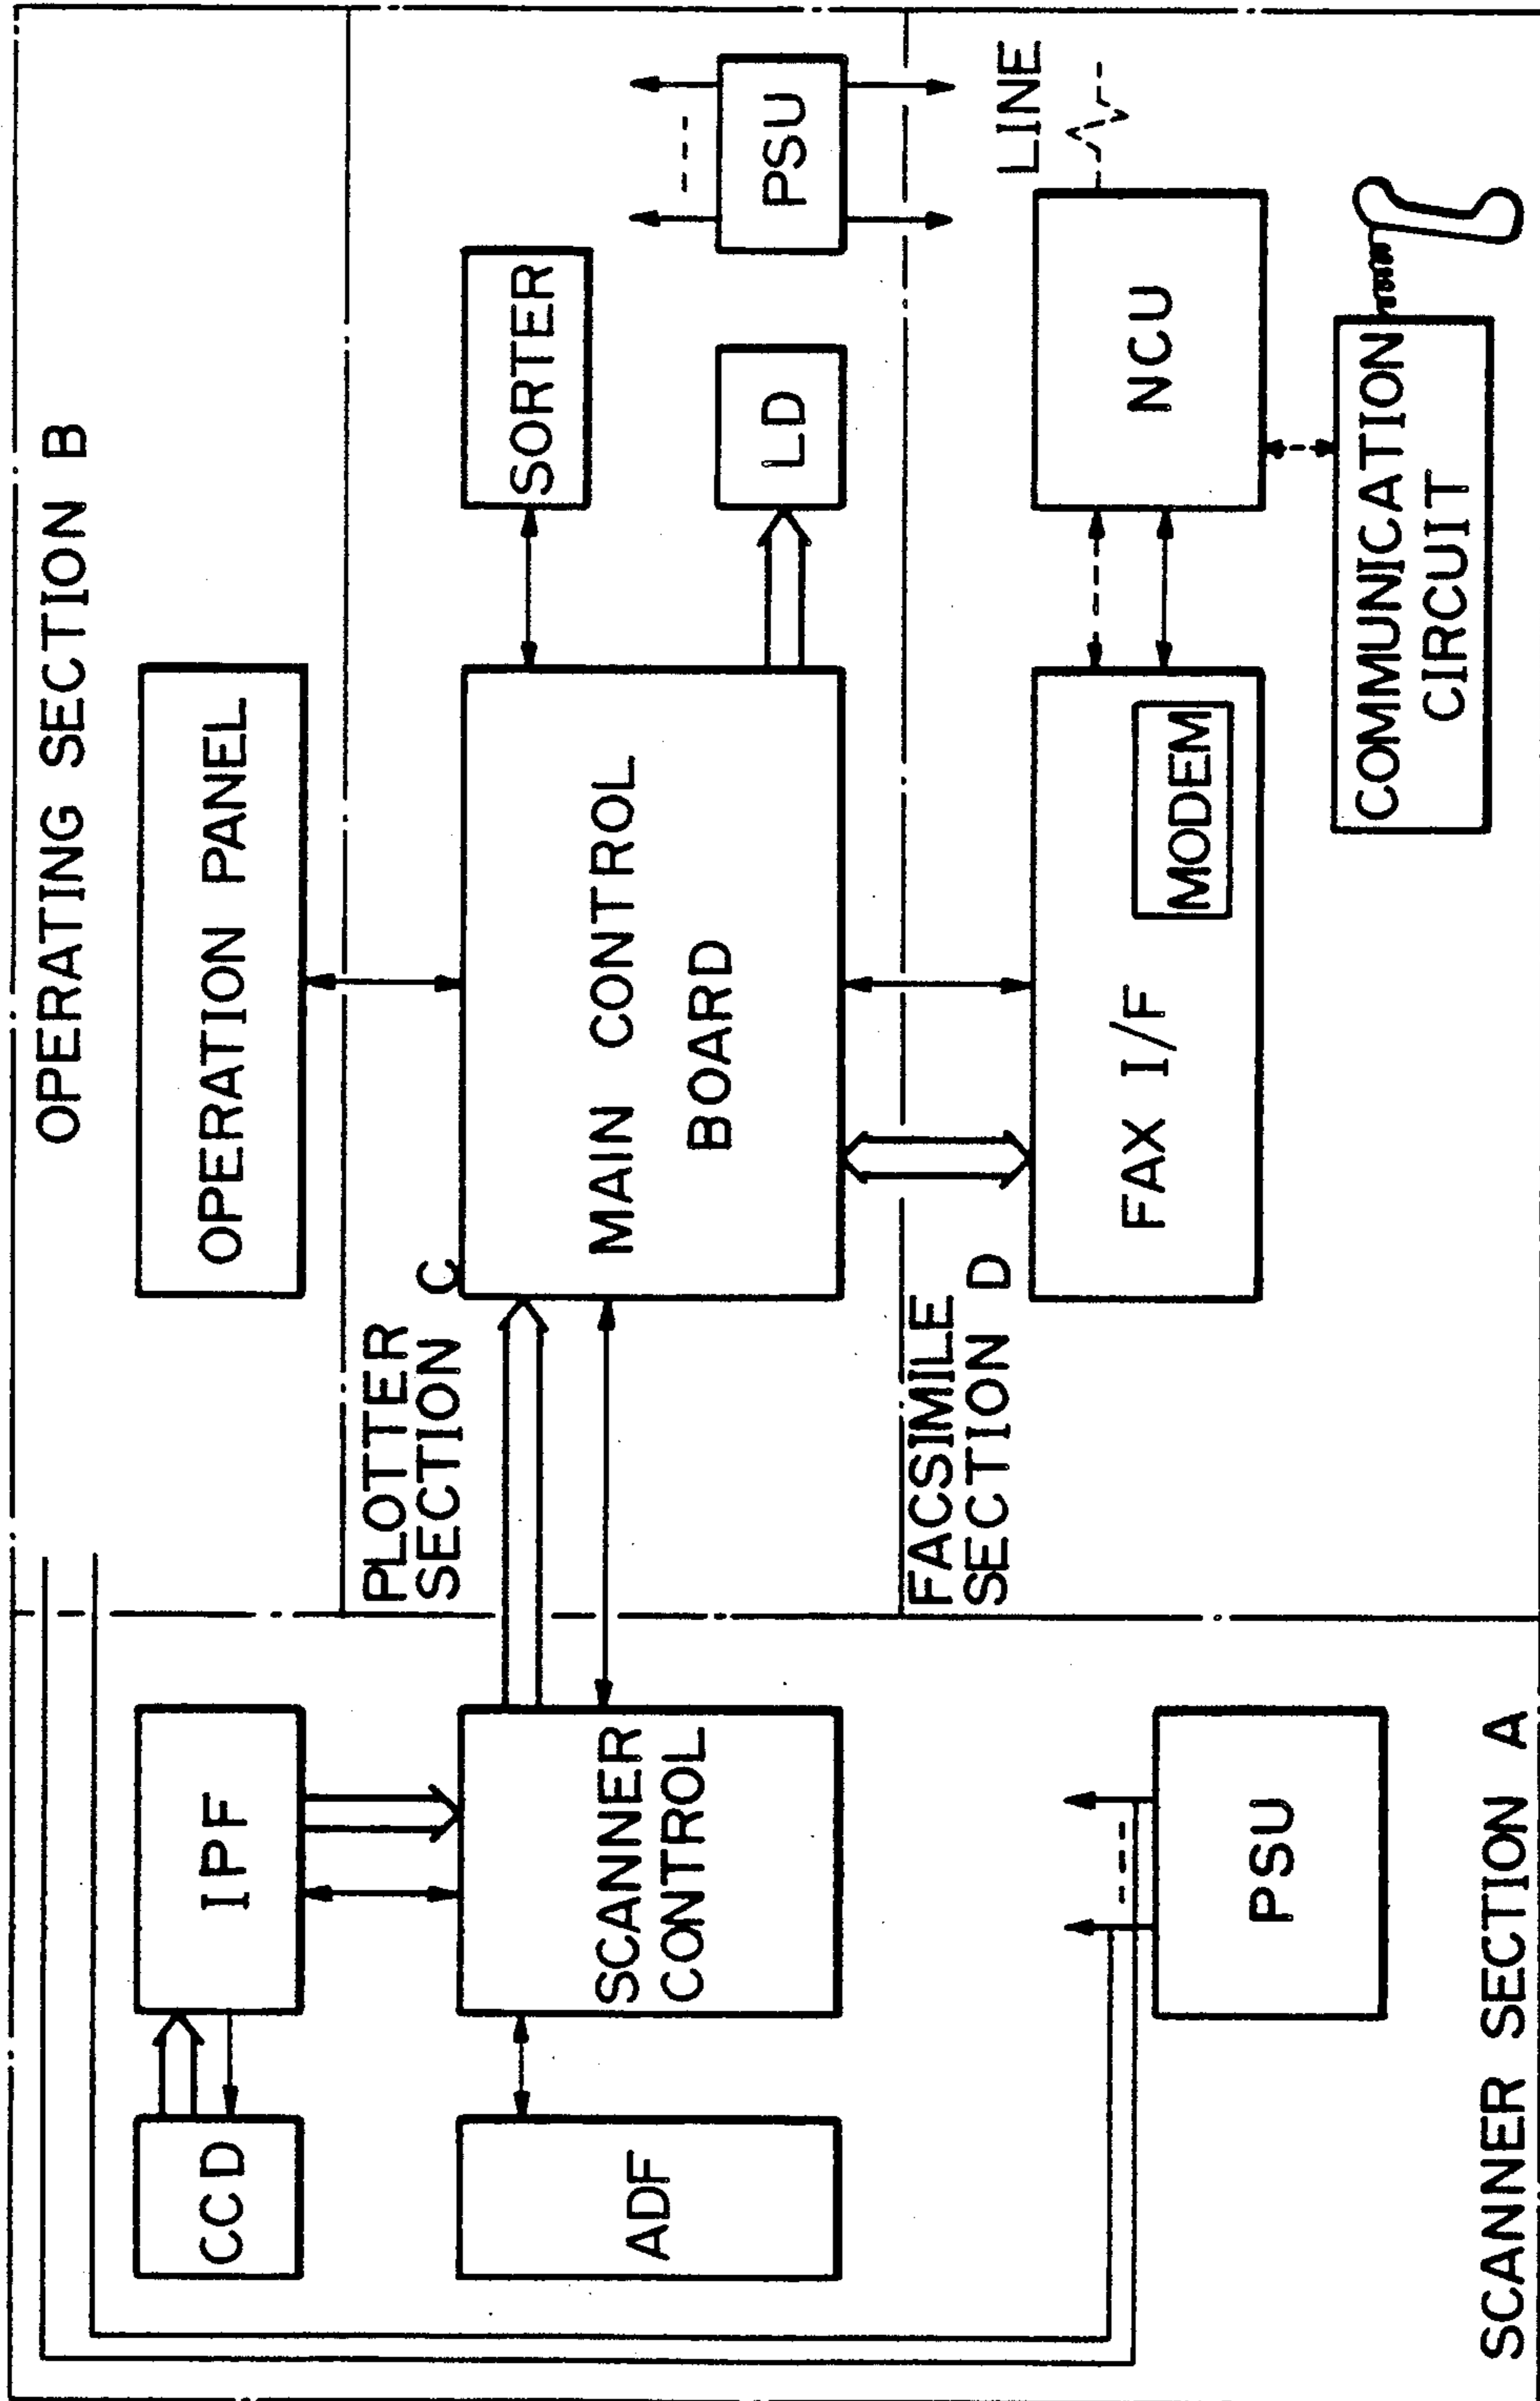 OPERATING SECTION B
OPERATION PANEL
PLOTTER
SECTION C
MAIN CONTROL
BOARD
SORTER
LD
PSU
FACSIMILE
SECTION D
FAX I/F
MODEM
NCU
LINE
COMMUNICATION
CIRCUIT
CCD
IPF
ADF
SCANNER
CONTROL
PSU
SCANNER SECTION A